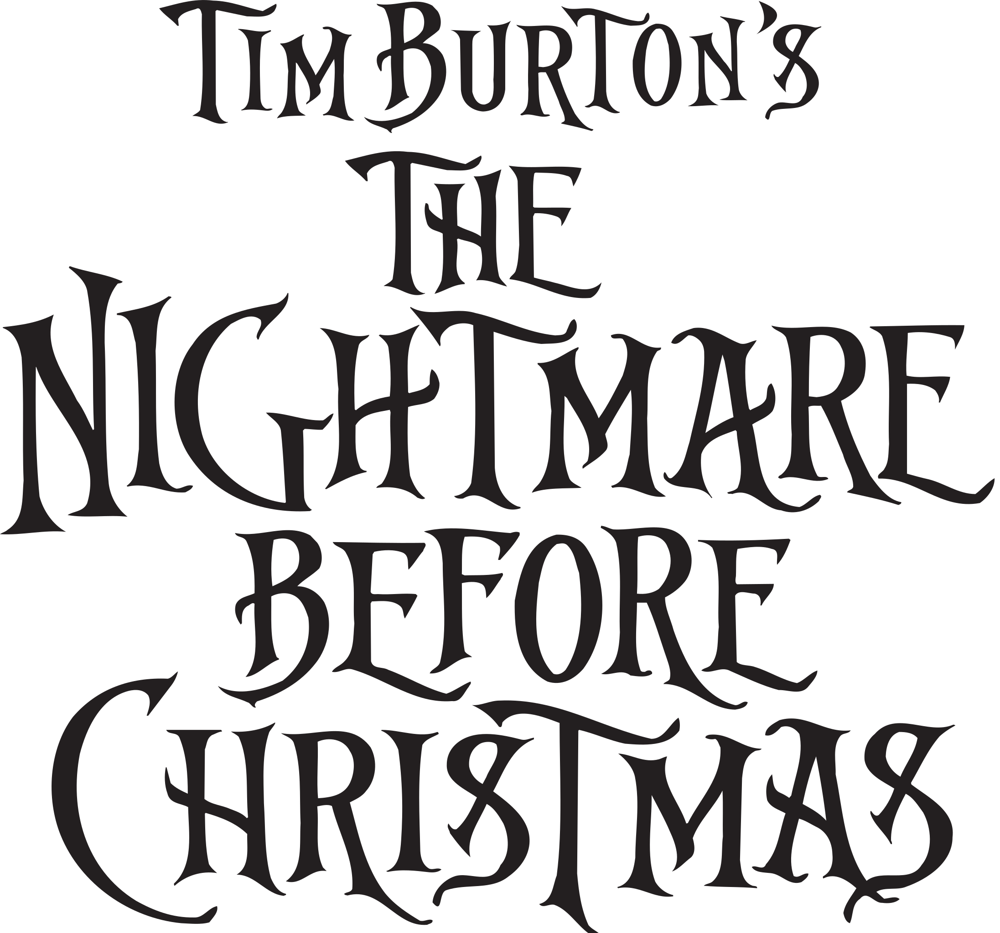 TIM BURTON'S
THE
NIGHTMARE
BEFORE
CHRISTMAS